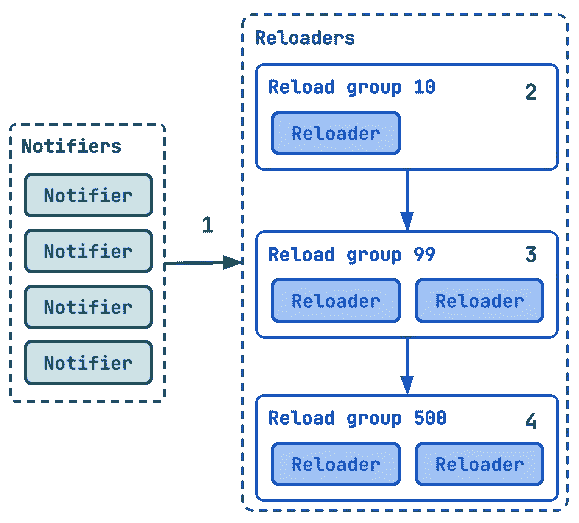 Notifiers
Notifier
Notifier
Notifier
Notifier
1
Reloaders
Reload group 10
2
Reloader
Reload group 99
3
Reloader
Reloader
Reload group 500
4
Reloader
Reloader